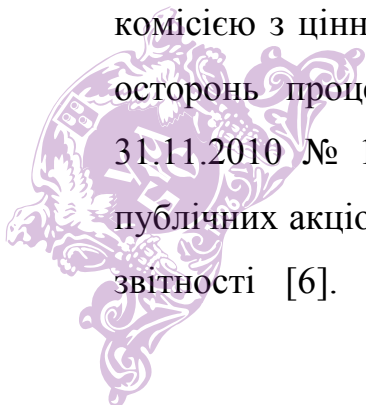 комісією з цінн
осторонь проце
31.11.2010 № 1
публічних акціо
звітності [6].